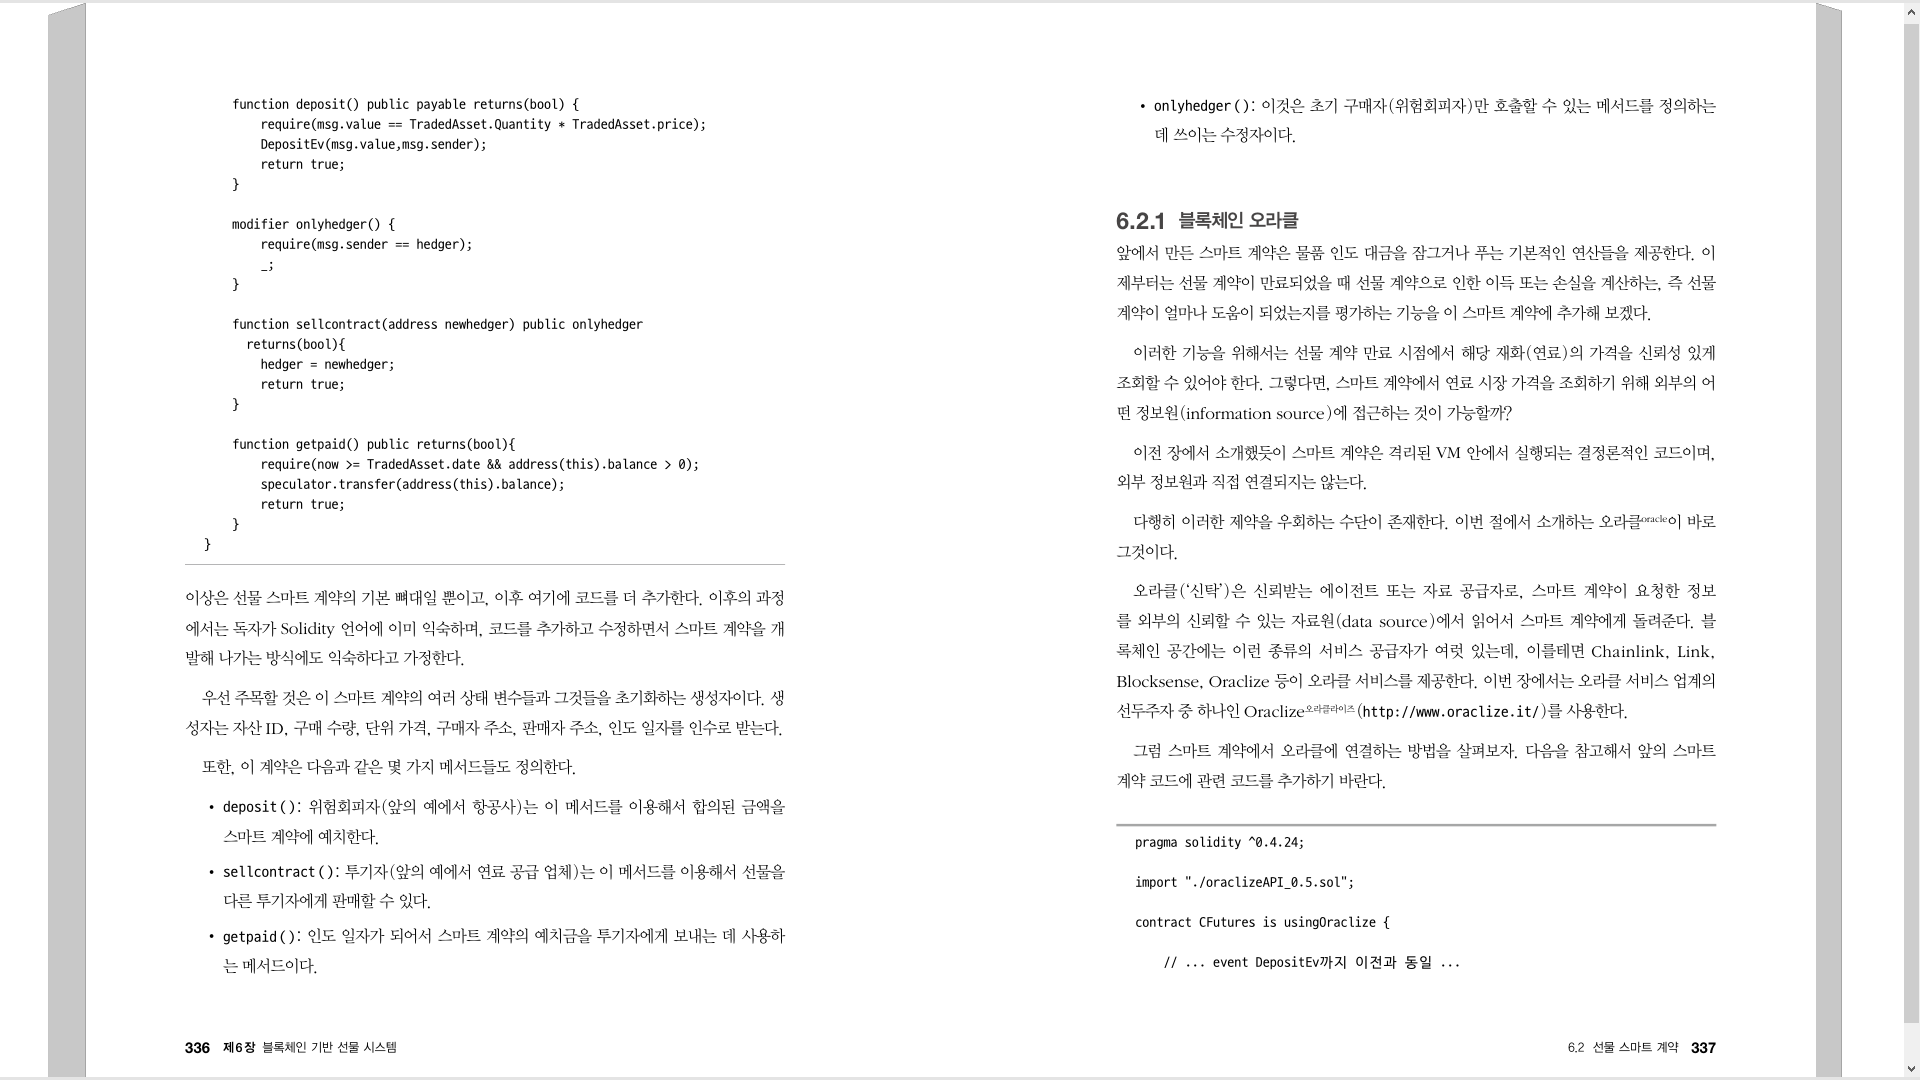 function deposit() public payable returns(bool) {
require(msg.value == TradedAsset.Quantity * TradedAsset.price);
DepositEv(msg.value,msg.sender);
return true;
}
modifier onlyhedger() {
require(msg.sender == hedger);
_;
}
function sellcontract(address newhedger) public onlyhedger
returns(bool){
hedger = newhedger;
return true;
}
function getpaid() public returns(bool){
require(now >= TradedAsset.date && address(this).balance > 0);
speculator.transfer(address(this).balance);
return true;
}
}
이상은 선물 스마트 계약의 기본 뼈대일 뿐이고, 이후 여기에 코드를 더 추가한다. 이후의 과정
에서는 독자가 Solidity 언어에 이미 익숙하며, 코드를 추가하고 수정하면서 스마트 계약을 개
발해 나가는 방식에도 익숙하다고 가정한다.
우선 주목할 것은 이 스마트 계약의 여러 상태 변수들과 그것들을 초기화하는 생성자이다. 생
성자는 자산 ID, 구매 수량, 단위 가격, 구매자 주소, 판매자 주소, 인도 일자를 인수로 받는다.
또한, 이 계약은 다음과 같은 몇 가지 메서드들도 정의한다.
• deposit(): 위험회피자(앞의 예에서 항공사)는 이 메서드를 이용해서 합의된 금액을
스마트 계약에 예치한다.
• sellcontract(): 투기자(앞의 예에서 연료 공급 업체)는 이 메서드를 이용해서 선물을
다른 투기자에게 판매할 수 있다.
• getpaid(): 인도 일자가 되어서 스마트 계약의 예치금을 투기자에게 보내는 데 사용하
는 메서드이다.
336 제6장 블록체인 기반 선물 시스템
• onlyhedger(): 이것은 초기 구매자(위험회피자)만 호출할 수 있는 메서드를 정의하는
데 쓰이는 수정자이다.
6.2.1 블록체인 오라클
앞에서 만든 스마트 계약은 물품 인도 대금을 잠그거나 푸는 기본적인 연산들을 제공한다. 이
제부터는 선물 계약이 만료되었을 때 선물 계약으로 인한 이득 또는 손실을 계산하는, 즉 선물
계약이 얼마나 도움이 되었는지를 평가하는 기능을 이 스마트 계약에 추가해 보겠다.
이러한 기능을 위해서는 선물 계약 만료 시점에서 해당 재화(연료)의 가격을 신뢰성 있게
조회할 수 있어야 한다. 그렇다면, 스마트 계약에서 연료 시장 가격을 조회하기 위해 외부의 어
떤 정보원(information source)에 접근하는 것이 가능할까?
이전 장에서 소개했듯이 스마트 계약은 격리된 VM 안에서 실행되는 결정론적인 코드이며,
외부 정보원과 직접 연결되지는 않는다.
다행히 이러한 제약을 우회하는 수단이 존재한다. 이번 절에서 소개하는 오라클oracle이 바로
그것이다.
오라클('신탁')은 신뢰받는 에이전트 또는 자료 공급자로, 스마트 계약이 요청한 정보
를 외부의 신뢰할 수 있는 자료원(data source)에서 읽어서 스마트 계약에게 돌려준다. 블
록체인 공간에는 이런 종류의 서비스 공급자가 여럿 있는데, 이를테면 Chainlink, Link,
Blocksense, Oraclize 등이 오라클 서비스를 제공한다. 이번 장에서는 오라클 서비스 업계의
선두주자 중 하나인 Oraclize오라클라이즈(http://www.oraclize.it/)를 사용한다.
그럼 스마트 계약에서 오라클에 연결하는 방법을 살펴보자. 다음을 참고해서 앞의 스마트
계약 코드에 관련 코드를 추가하기 바란다.
pragma solidity ^0.4.24;
import "./oraclizeAPI_0.5.sol";
contract CFutures is usingOraclize {
// ... event DepositEv까지 이전과 동일 ...
6.2 선물 스마트 계약 337